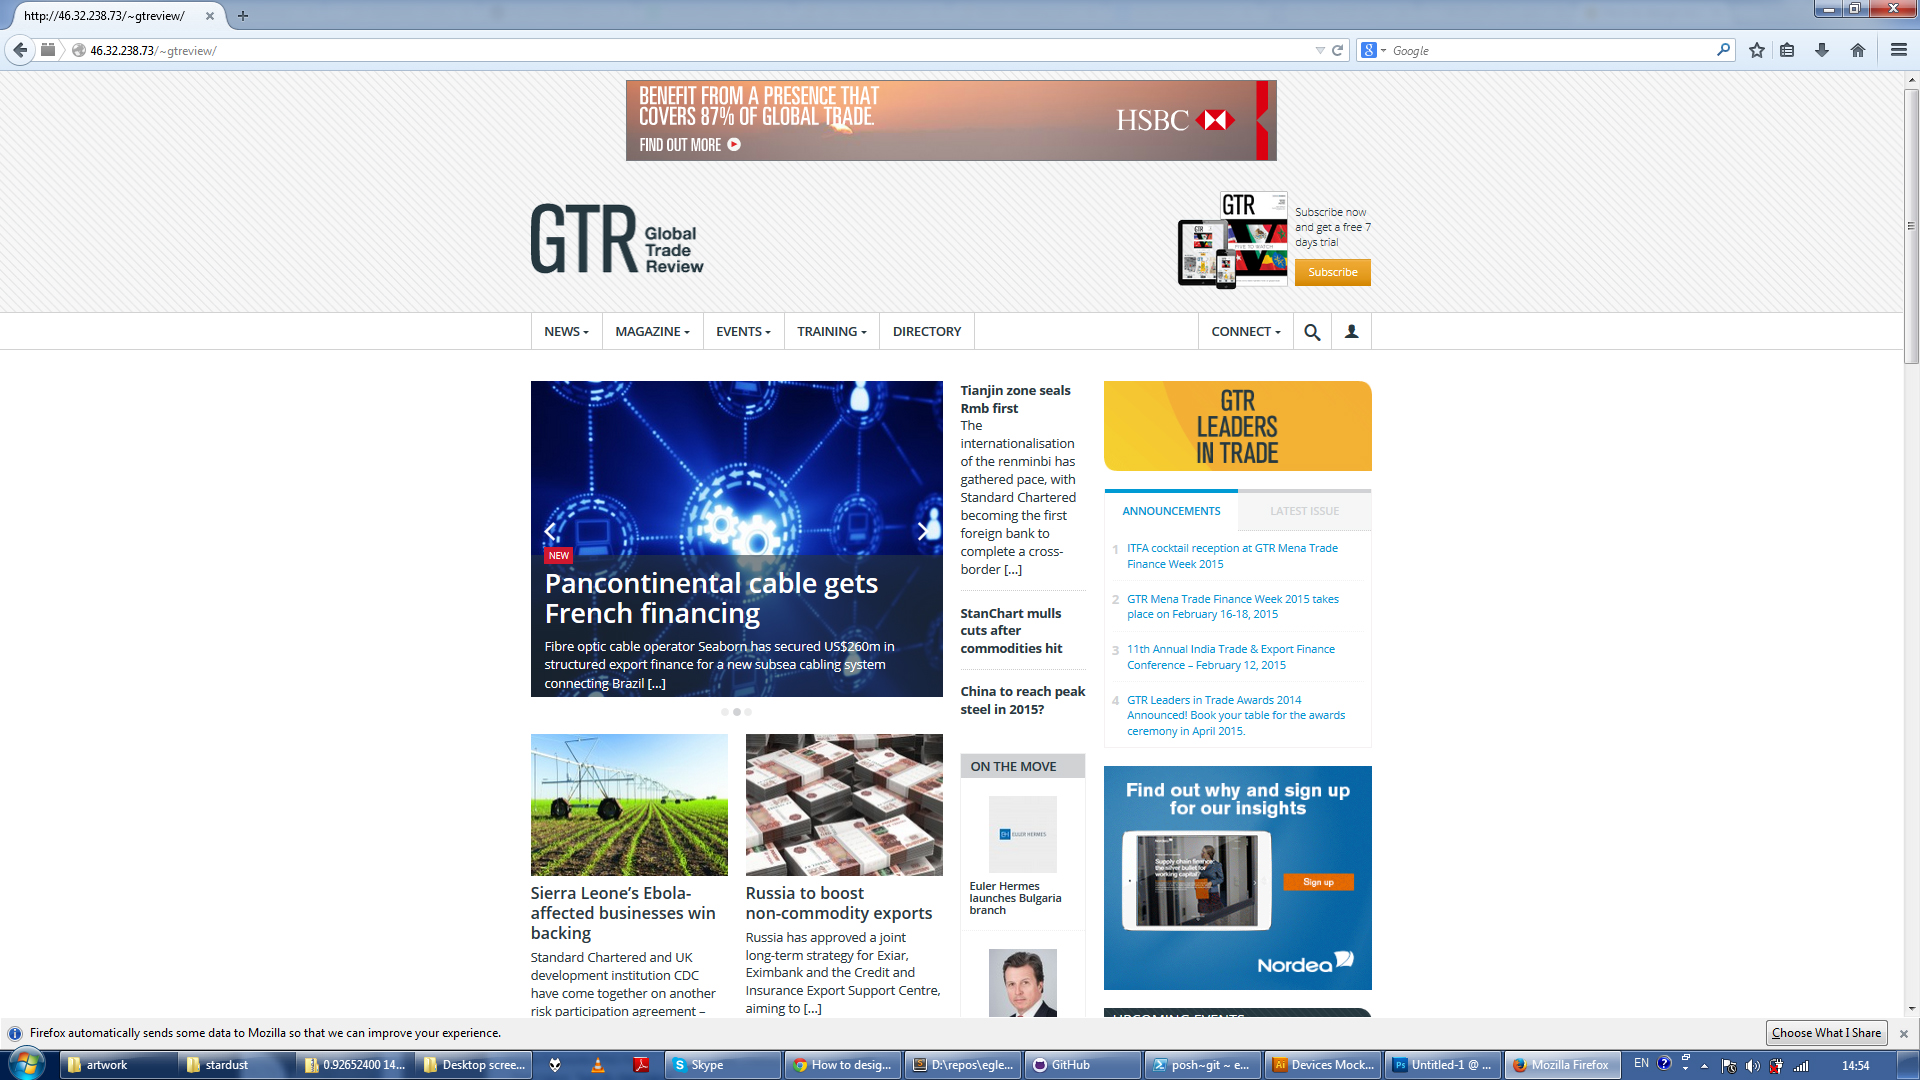 http://46.32.238.73/~gtreview/
46.32.238.73/~gtreview/
Google
BENEFIT FROM A PRESENCE THAT
COVERS 87% OF GLOBAL TRADE.
FIND OUT MORE
HSBC
GTR Global
Trade
Review
GTR
Subscribe now
and get a free 7
days trial
Subscribe
NEWS
MAGAZINE
EVENTS
TRAINING
DIRECTORY
CONNECT
NEW
Pancontinental cable gets
French financing
Fibre optic cable operator Seaborn has secured US$260m in
structured export finance for a new subsea cabling system
connecting Brazil [...]
Tianjin zone seals
Rmb first
The
internationalisation
of the renminbi has
gathered pace, with
Standard Chartered
becoming the first
foreign bank to
complete a cross-
border [...]
StanChart mulls
cuts after
commodities hit
China to reach peak
steel in 2015?
GTR
LEADERS
IN TRADE
ANNOUNCEMENTS
LATEST ISSUE
1 ITFA cocktail reception at GTR Mena Trade
Finance Week 2015
2 GTR Mena Trade Finance Week 2015 takes
place on February 16-18, 2015
3 11th Annual India Trade & Export Finance
Conference – February 12, 2015
4 GTR Leaders in Trade Awards 2014
Announced! Book your table for the awards
ceremony in April 2015.
Sierra Leone's Ebola-
affected businesses win
backing
Standard Chartered and UK
development institution CDC
have come together on another
risk participation agreement –
Russia to boost
non-commodity exports
Russia has approved a joint
long-term strategy for Exiar,
Eximbank and the Credit and
Insurance Export Support Centre,
aiming to [...]
ON THE MOVE
EULER HERMES
Euler Hermes
launches Bulgaria
branch
Find out why and sign up
for our insights
Supply chain finance:
the silver bullet for
working capital?
Sign up
Nordea
UPCOMING EVENTS
Firefox automatically sends some data to Mozilla so that we can improve your experience.
Choose What I Share
artwork
stardust
0.92652400 14...
Desktop scree...
Skype
How to desig...
D:\repos\egle...
GitHub
posh~git ~ e...
Devices Mock...
Untitled-1 @ ...
Mozilla Firefox
EN
14:54